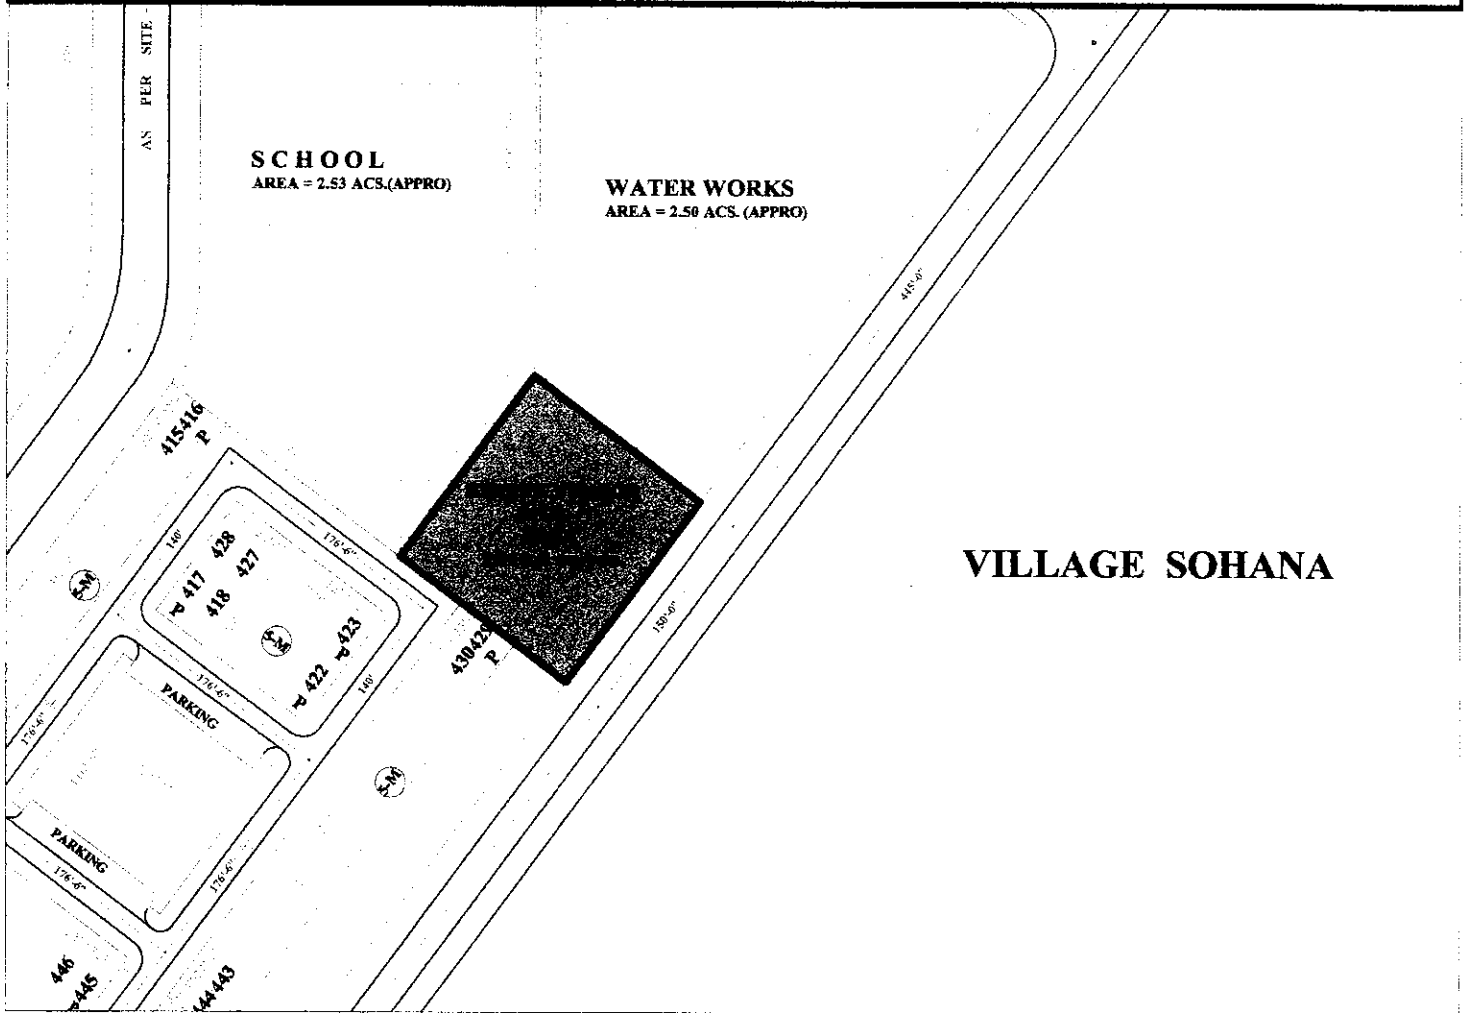 AS PER SITE -
SCHOOL
AREA = 2.53 ACS.(APPRO)
WATER WORKS
AREA = 2.50 ACS. (APPRO)
445'-0"
415416
P
140'
176'-6"
428
417
427
418
P
5-M
5-M
423
P
422
P
140'
430429
P
150'-0"
VILLAGE SOHANA
176'-6"
PARKING
176'-6"
5-M
PARKING
176'-6"
176'-6"
446
445
444443